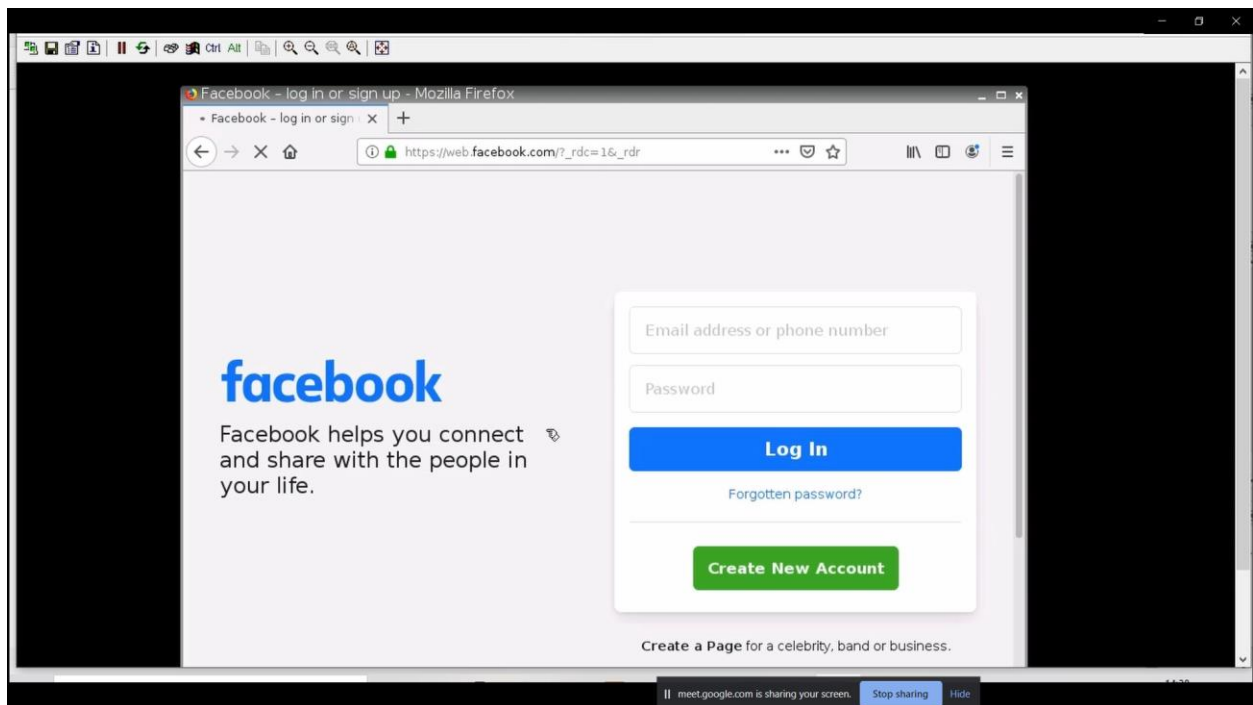 Ctrl Alt
Facebook – log in or sign up - Mozilla Firefox
Facebook – log in or sign
https://web.facebook.com/?_rdc=1&_rdr
facebook
Facebook helps you connect
and share with the people in
your life.
Email address or phone number
Password
Log In
Forgotten password?
Create New Account
Create a Page for a celebrity, band or business.
meet.google.com is sharing your screen.
Stop sharing
Hide